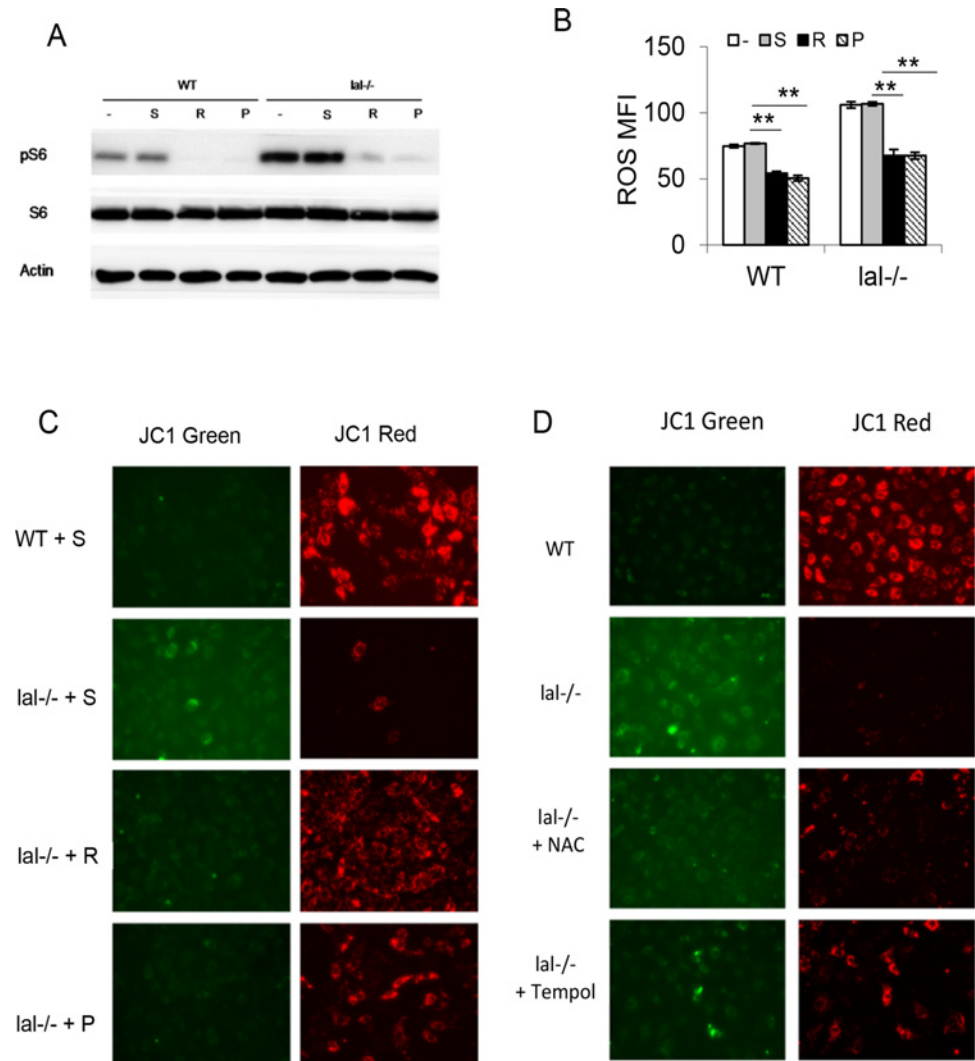 A
WT lal-/-
- S R P - S R P
pS6
S6
Actin
B
- S R P
150
100
50
0
ROS MFI
** ** ** **
WT lal-/-
C
JC1 Green JC1 Red
WT + S
lal-/- + S
lal-/- + R
lal-/- + P
D
JC1 Green JC1 Red
WT
lal-/-
lal-/-
+ NAC
lal-/-
+ Tempol